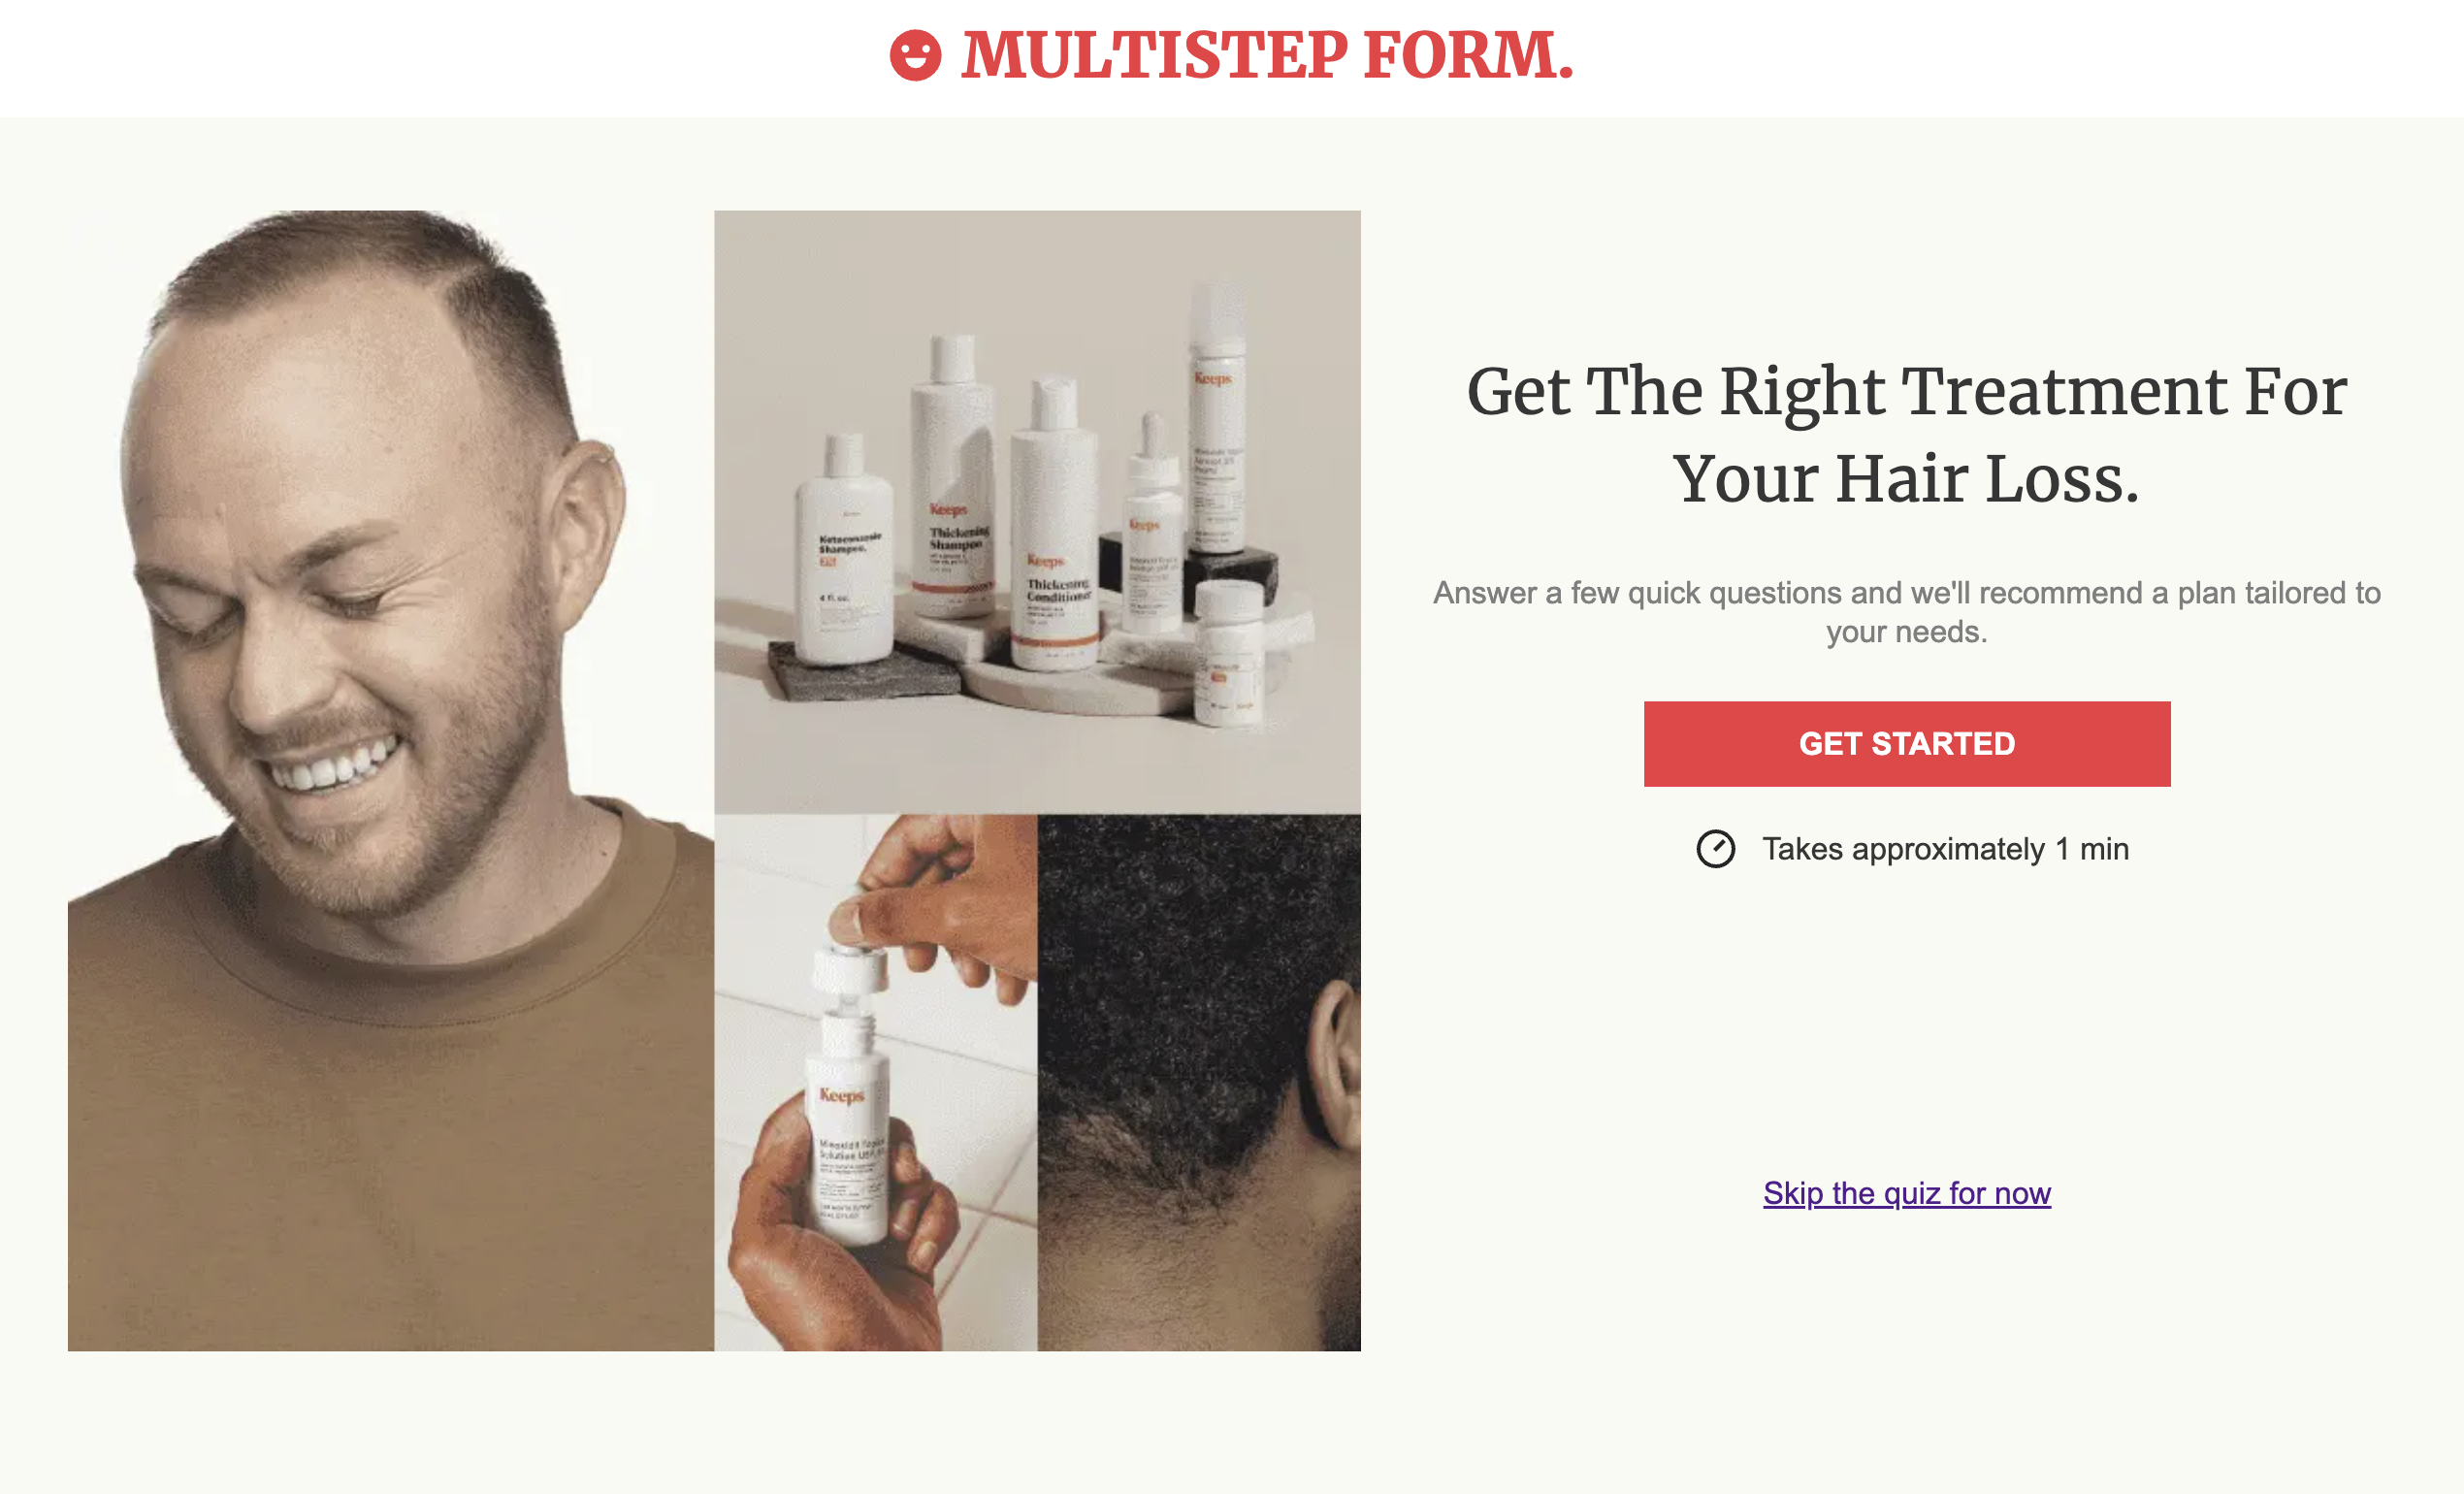 MULTISTEP FORM.
Get The Right Treatment For
Your Hair Loss.
Answer a few quick questions and we'll recommend a plan tailored to
your needs.
GET STARTED
Takes approximately 1 min
Skip the quiz for now
Keeps
Ketoconazole
Shampoo.
2%
4 fl. oz.
Keeps
Thickening
Shampoo
Keeps
Thickening
Conditioner
Keeps
Keeps
Minoxidil Topical
Solution USP